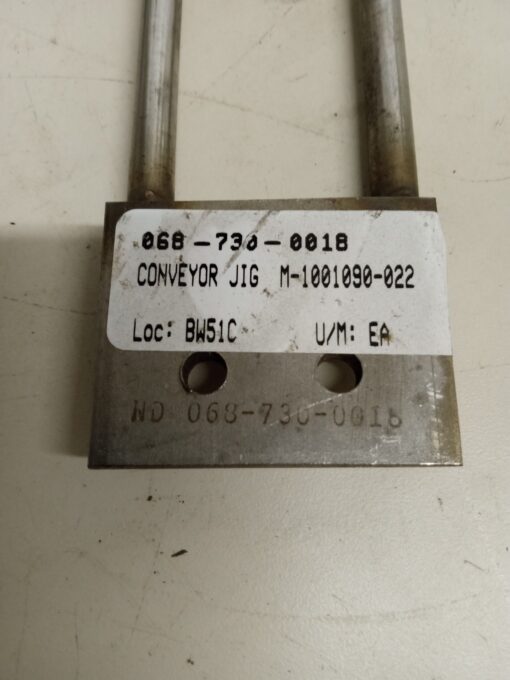 068-730-0018
CONVEYOR JIG M-1001090-022
Loc: BW51C U/M: EA
WD 068-730-0018